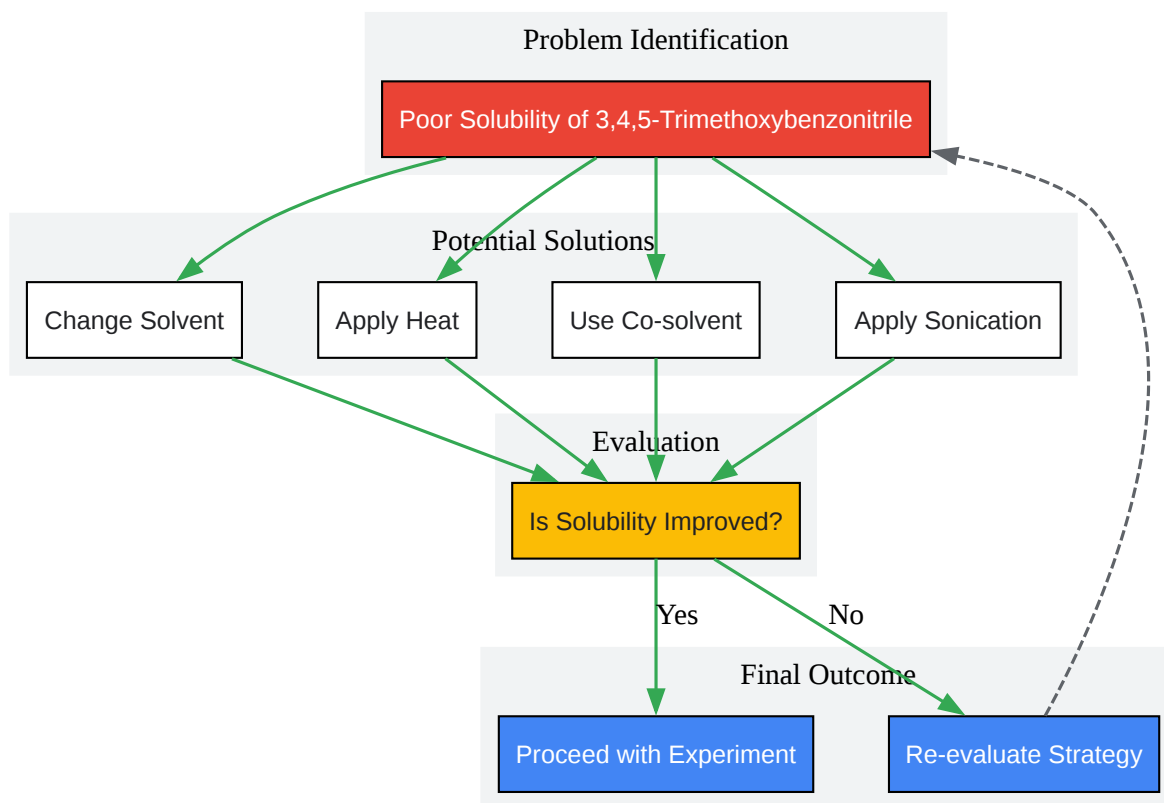 Problem Identification
Poor Solubility of 3,4,5-Trimethoxybenzonitrile
Potential Solutions
Change Solvent
Apply Heat
Use Co-solvent
Apply Sonication
Evaluation
Is Solubility Improved?
Yes
No
Final Outcome
Proceed with Experiment
Re-evaluate Strategy